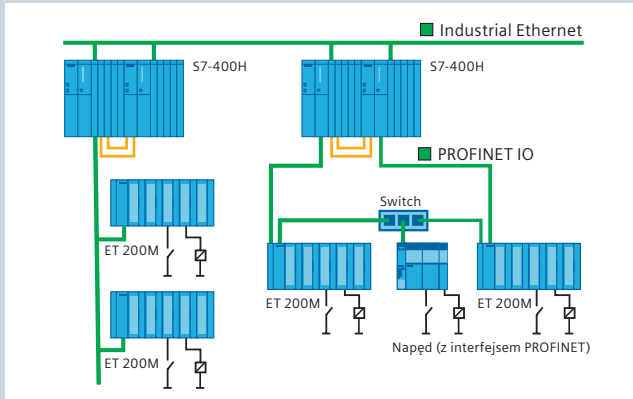 Industrial Ethernet
S7-400H
S7-400H
PROFINET IO
Switch
ET 200M
ET 200M
ET 200M
Napęd (z interfejsem PROFINET)
ET 200M